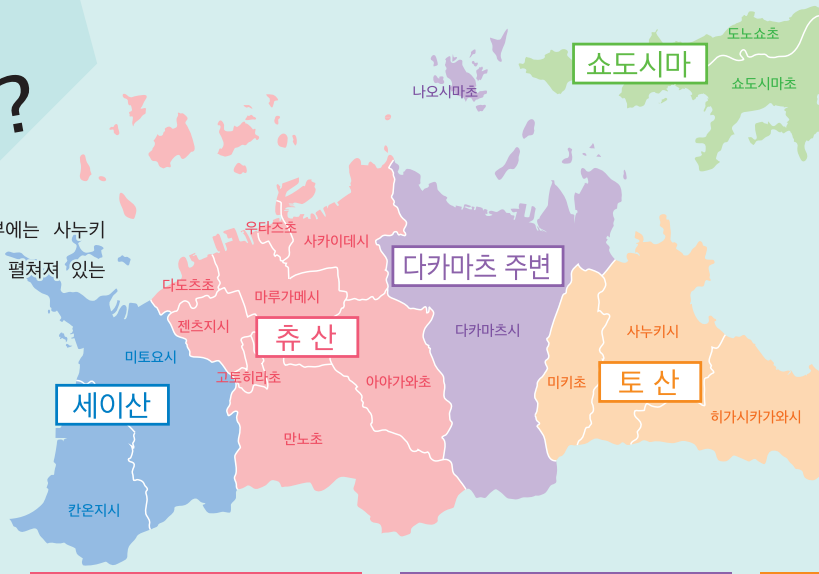 ?
도노쇼초
쇼도시마
쇼도시마초
나오시마초
에는 사누키
펼쳐져 있는
우타즈초
사카이데시
다카마츠 주변
다도츠초
마루가메시
젠츠지시
츄 산
다카마츠시
사누키시
미토요시
고토히라초
아야가와초
미키초
토 산
세이산
히가시카가와시
만노초
칸온지시